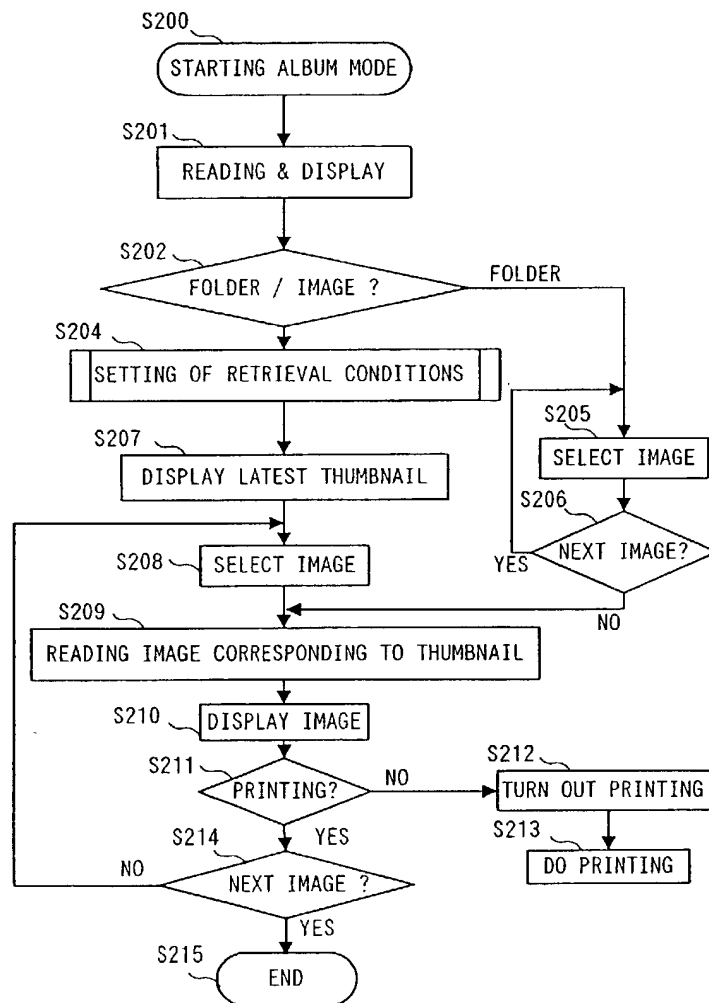 S200
STARTING ALBUM MODE
S201
READING & DISPLAY
S202
FOLDER / IMAGE ?
FOLDER
S204
SETTING OF RETRIEVAL CONDITIONS
S205
SELECT IMAGE
S206
NEXT IMAGE?
YES
NO
S207
DISPLAY LATEST THUMBNAIL
S208
SELECT IMAGE
S209
READING IMAGE CORRESPONDING TO THUMBNAIL
S210
DISPLAY IMAGE
S211
PRINTING?
NO
YES
S212
TURN OUT PRINTING
S213
DO PRINTING
S214
NEXT IMAGE ?
NO
YES
S215
END